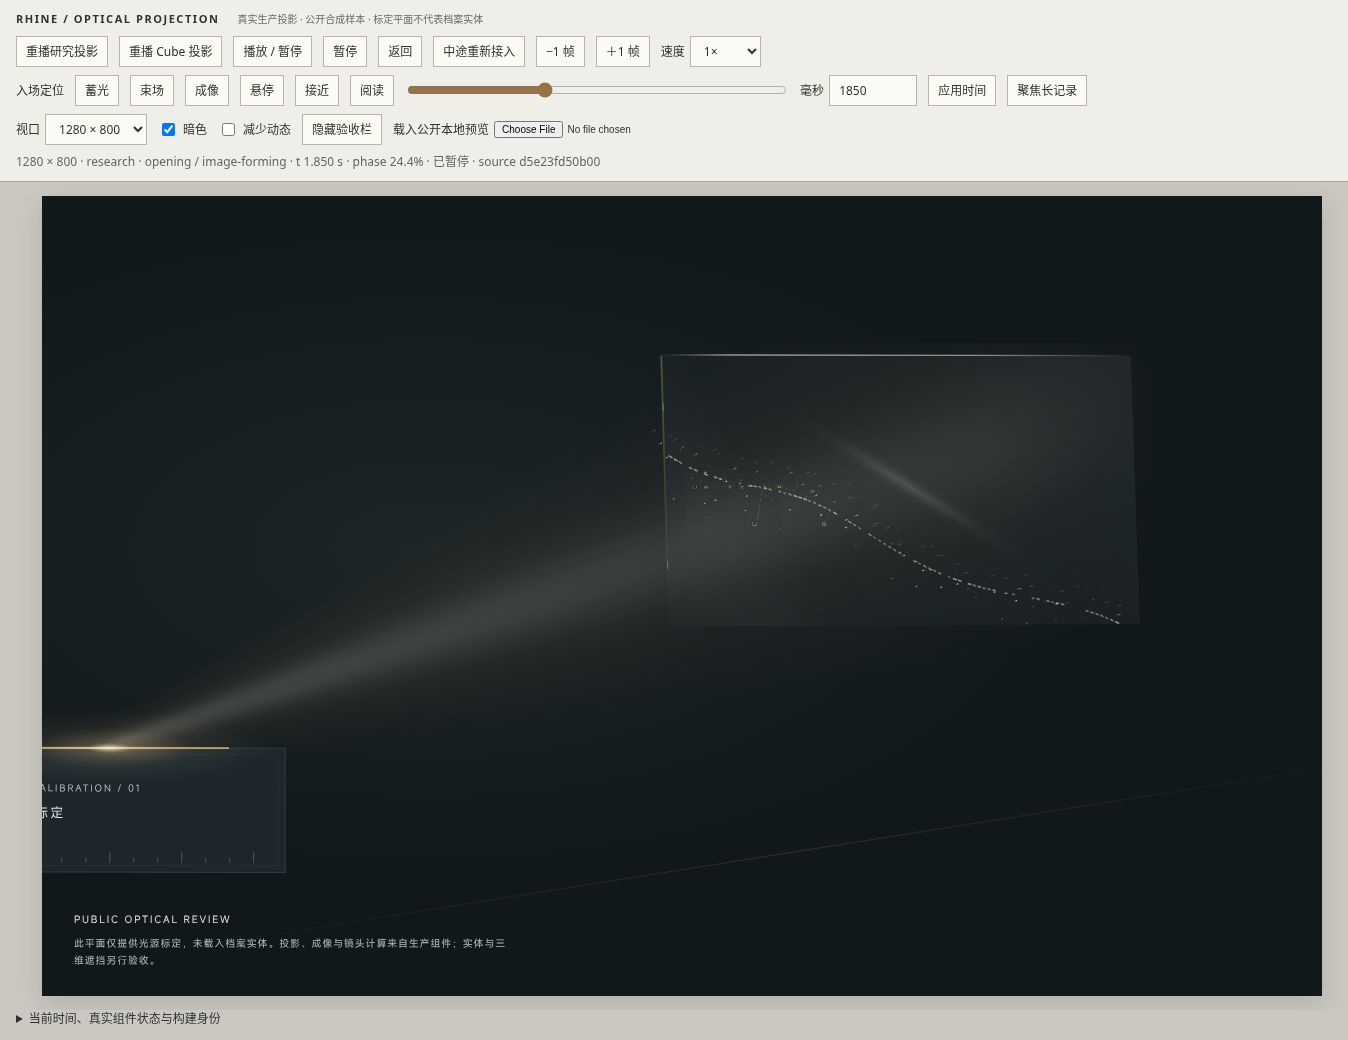 RHINE / OPTICAL PROJECTION 真实生产投影 · 公开合成样本 · 标定平面不代表档案实体
重播研究投影 重播 Cube 投影 播放 / 暂停 暂停 返回 中途重新接入 −1 帧 ＋1 帧 速度 1×
入场定位 蓄光 束场 成像 悬停 接近 阅读 毫秒 1850 应用时间 聚焦长记录
视口 1280 × 800 暗色 减少动态 隐藏验收栏 载入公开本地预览 Choose File No file chosen
1280 × 800 · research · opening / image-forming · t 1.850 s · phase 24.4% · 已暂停 · source d5e23fd50b00
ALIBRATION / 01
标定
PUBLIC OPTICAL REVIEW
此平面仅提供光源标定，未载入档案实体。投影、成像与镜头计算来自生产组件；实体与三
维遮挡另行验收。
▶ 当前时间、真实组件状态与构建身份